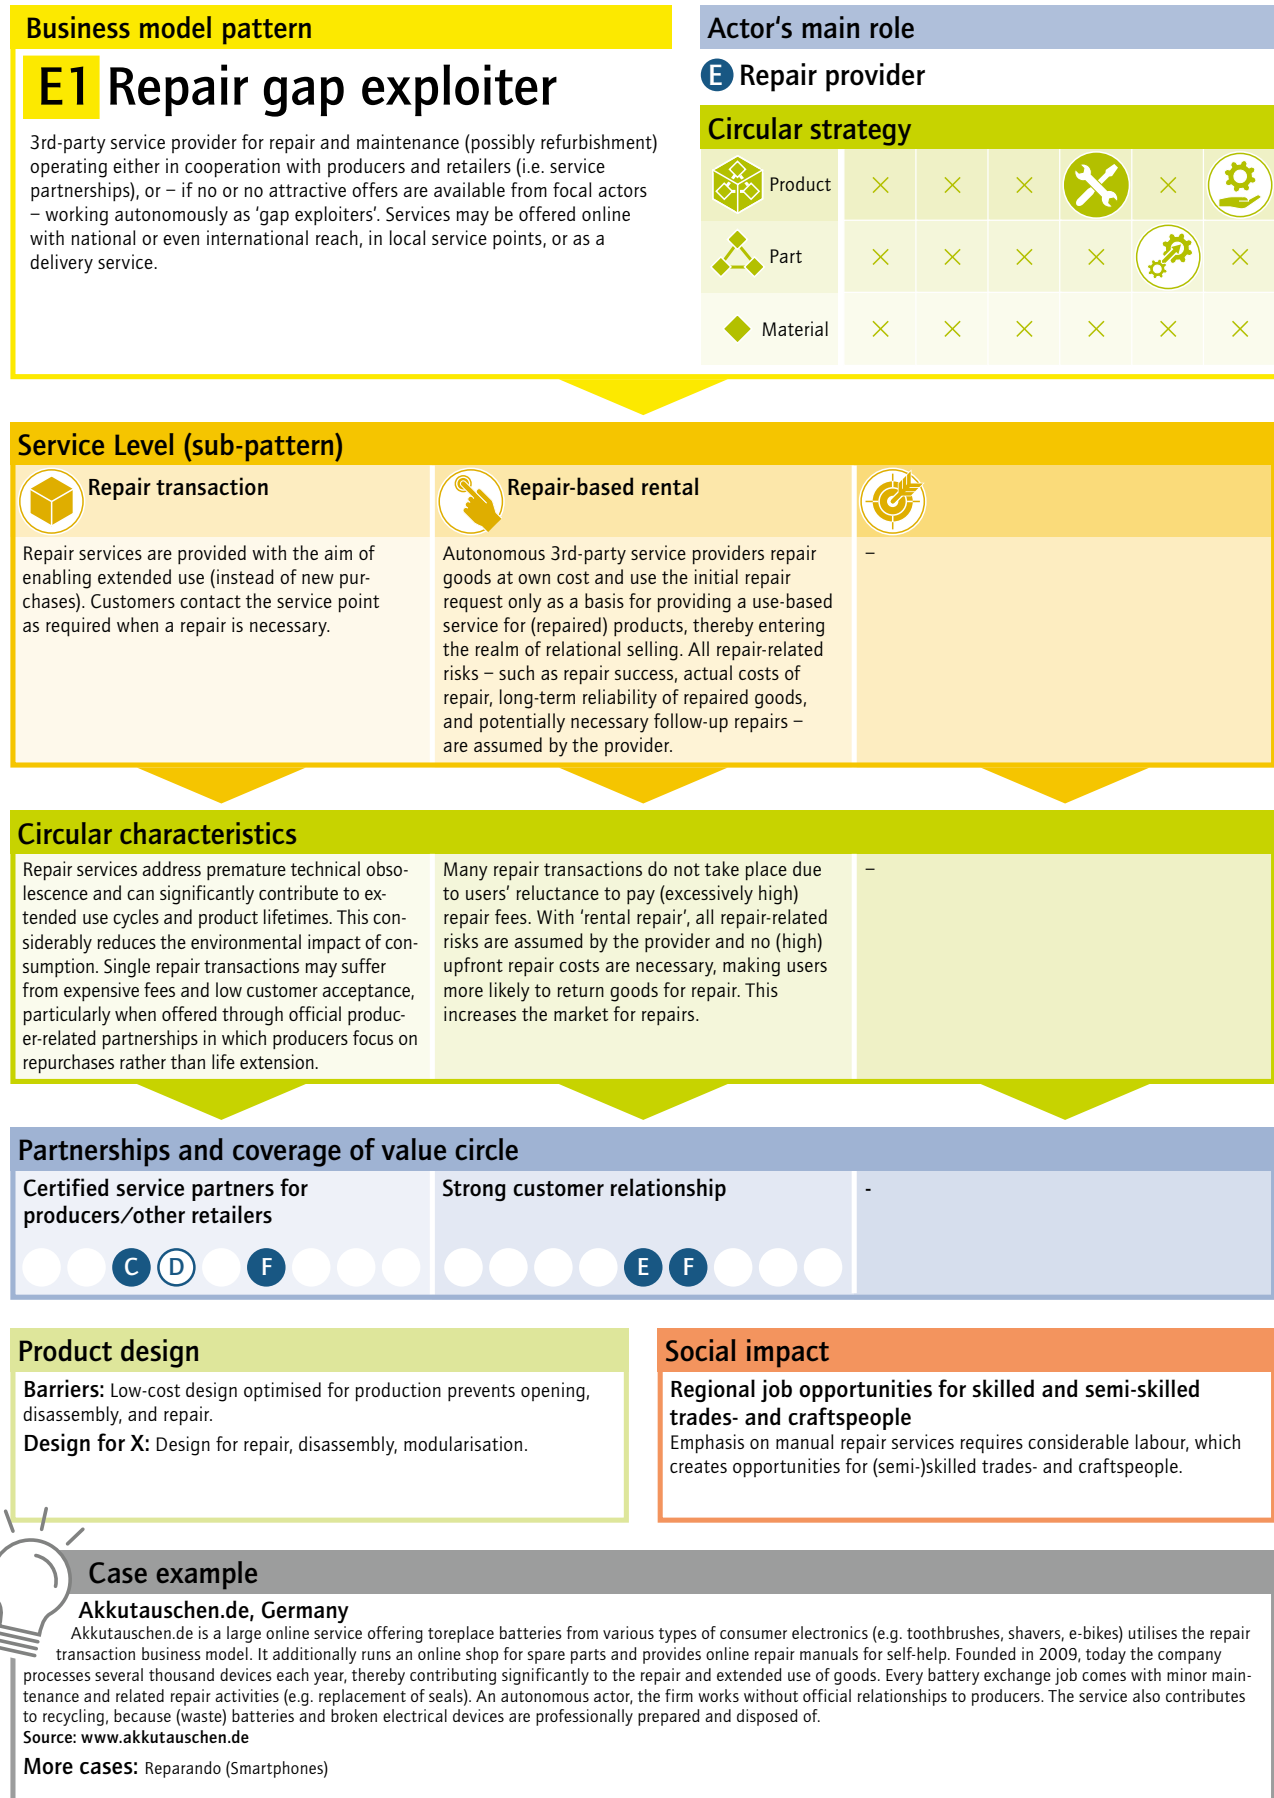 Business model pattern
E1 Repair gap exploiter
3rd-party service provider for repair and maintenance (possibly refurbishment)
operating either in cooperation with producers and retailers (i.e. service
partnerships), or – if no or no attractive offers are available from focal actors
– working autonomously as ‘gap exploiters’. Services may be offered online
with national or even international reach, in local service points, or as a
delivery service.
Actor‘s main role
E Repair provider
Circular strategy
Product
Part
Material
Service Level (sub-pattern)
Repair transaction
Repair services are provided with the aim of
enabling extended use (instead of new pur-
chases). Customers contact the service point
as required when a repair is necessary.
Repair-based rental
Autonomous 3rd-party service providers repair
goods at own cost and use the initial repair
request only as a basis for providing a use-based
service for (repaired) products, thereby entering
the realm of relational selling. All repair-related
risks – such as repair success, actual costs of
repair, long-term reliability of repaired goods,
and potentially necessary follow-up repairs –
are assumed by the provider.
–
Circular characteristics
Repair services address premature technical obso-
lescence and can significantly contribute to ex-
tended use cycles and product lifetimes. This con-
siderably reduces the environmental impact of con-
sumption. Single repair transactions may suffer
from expensive fees and low customer acceptance,
particularly when offered through official produc-
er-related partnerships in which producers focus on
repurchases rather than life extension.
Many repair transactions do not take place due
to users’ reluctance to pay (excessively high)
repair fees. With ‘rental repair’, all repair-related
risks are assumed by the provider and no (high)
upfront repair costs are necessary, making users
more likely to return goods for repair. This
increases the market for repairs.
–
Partnerships and coverage of value circle
Certified service partners for
producers/other retailers
C D F
Strong customer relationship
E F
-
Product design
Barriers: Low-cost design optimised for production prevents opening,
disassembly, and repair.
Design for X: Design for repair, disassembly, modularisation.
Social impact
Regional job opportunities for skilled and semi-skilled
trades- and craftspeople
Emphasis on manual repair services requires considerable labour, which
creates opportunities for (semi-)skilled trades- and craftspeople.
Case example
Akkutauschen.de, Germany
Akkutauschen.de is a large online service offering toreplace batteries from various types of consumer electronics (e.g. toothbrushes, shavers, e-bikes) utilises the repair
transaction business model. It additionally runs an online shop for spare parts and provides online repair manuals for self-help. Founded in 2009, today the company
processes several thousand devices each year, thereby contributing significantly to the repair and extended use of goods. Every battery exchange job comes with minor main-
tenance and related repair activities (e.g. replacement of seals). An autonomous actor, the firm works without official relationships to producers. The service also contributes
to recycling, because (waste) batteries and broken electrical devices are professionally prepared and disposed of.
Source: www.akkutauschen.de
More cases: Reparando (Smartphones)